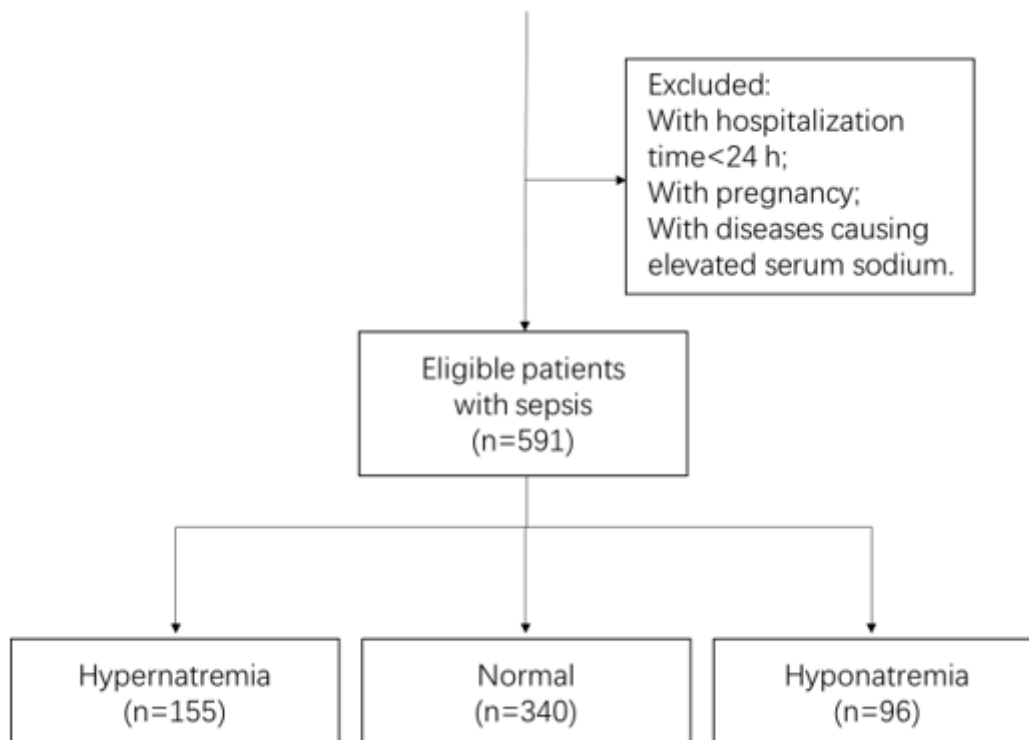 Excluded:
With hospitalization
time<24 h;
With pregnancy;
With diseases causing
elevated serum sodium.
Eligible patients
with sepsis
(n=591)
Hypernatremia
(n=155)
Normal
(n=340)
Hyponatremia
(n=96)